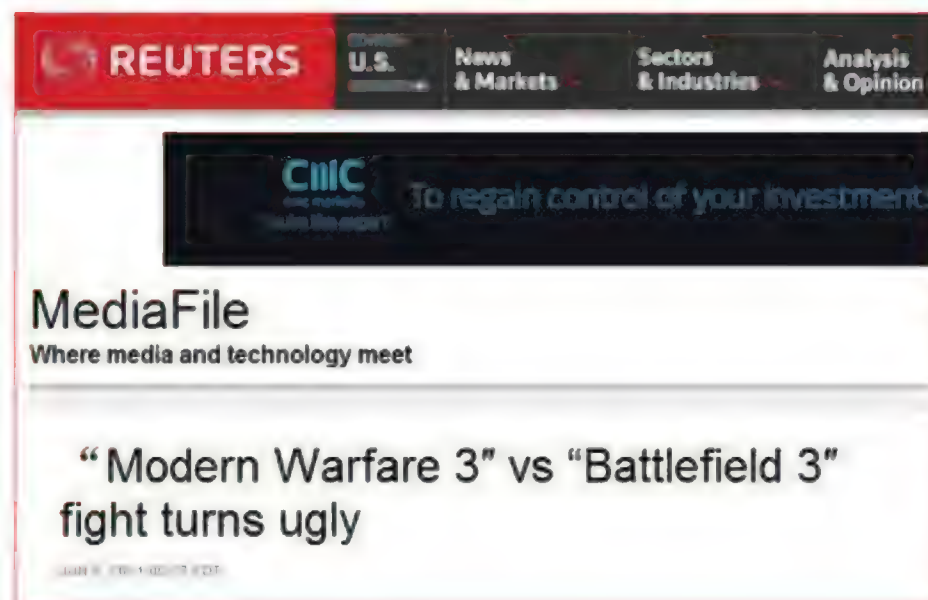 REUTERS
U.S.
News
& Markets
Sectors
& Industries
Analysis
& Opinion
CMC
To regain control of your investment
MediaFile
Where media and technology meet
“Modern Warfare 3” vs “Battlefield 3”
fight turns ugly